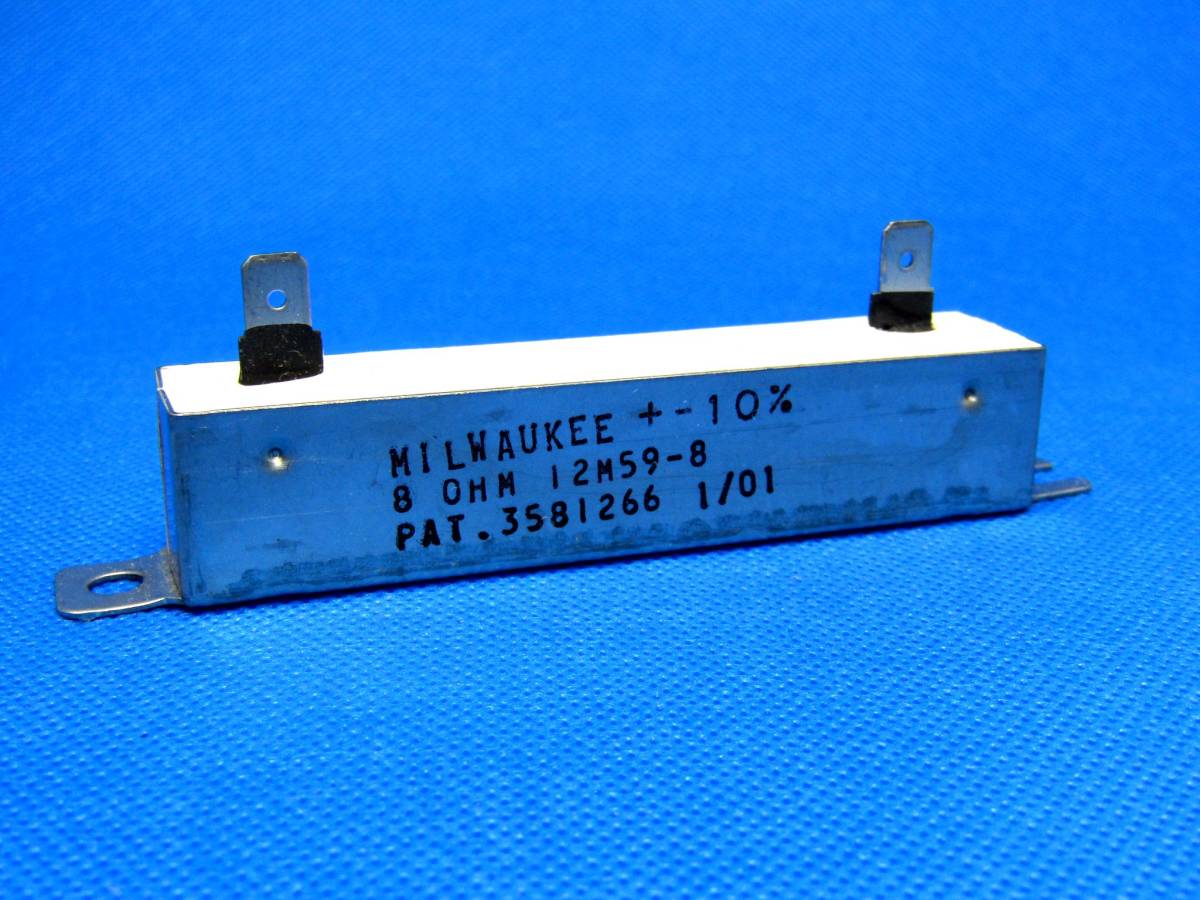 MILWAUKEE +-10%
8 OHM 12M59-8
PAT.3581266 1/01